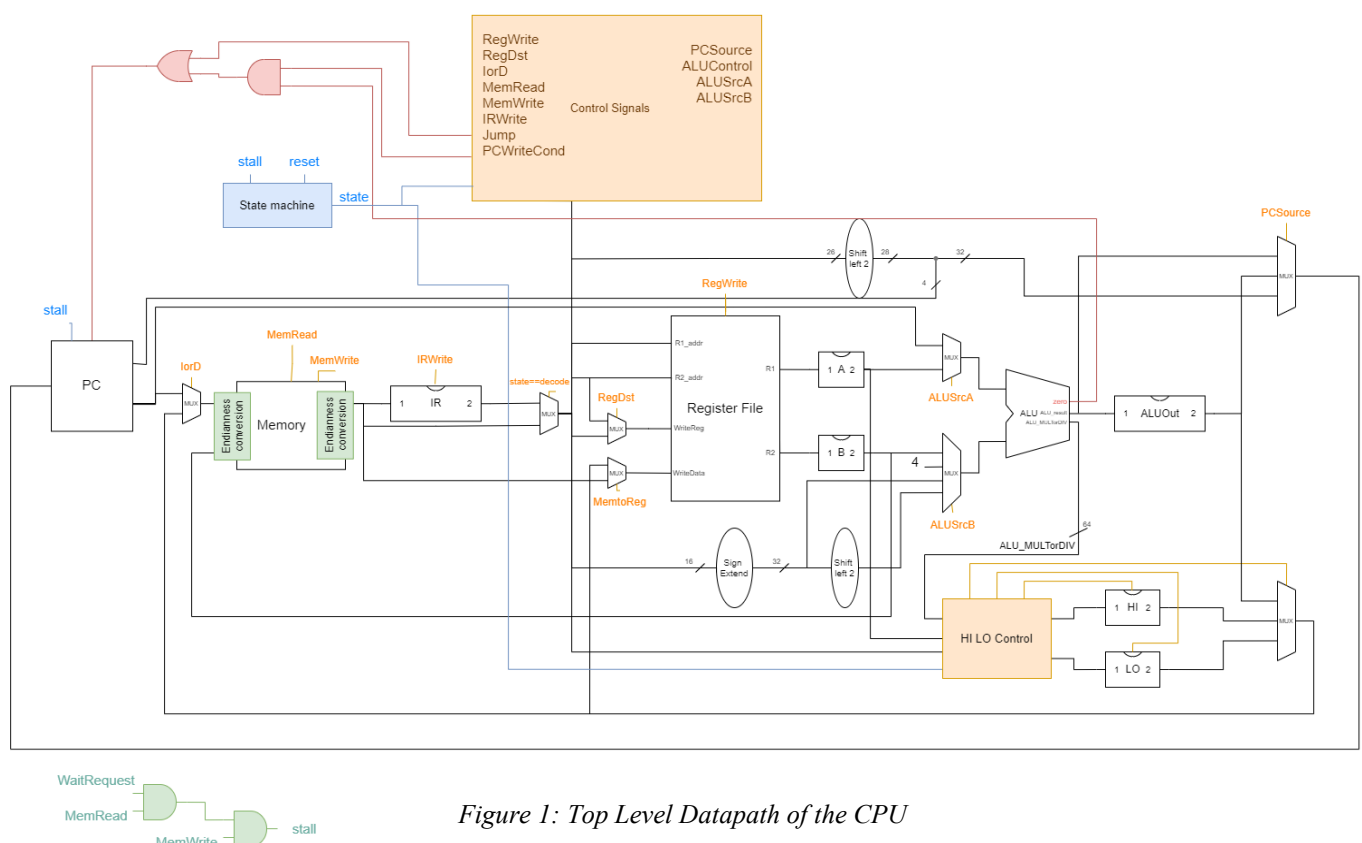 RegWrite
RegDst
IorD
MemRead
MemWrite
IRWrite
Jump
PCWriteCond
Control Signals
PCSource
ALUControl
ALUSrcA
ALUSrcB
stall
reset
State machine
state
PCSource
26
Shift
left 2
28
32
4
MUX
RegWrite
stall
PC
IorD
MUX
MemRead
MemWrite
Endianness
conversion
Memory
Endianness
conversion
IRWrite
1 IR 2
state==decode
MUX
RegDst
MUX
MUX
MemtoReg
R1_addr
R2_addr
Register File
WriteReg
WriteData
R1
R2
1 A 2
1 B 2
MUX
ALUSrcA
4
MUX
ALUSrcB
zero
ALU
ALU_result
ALU_MULTorDIV
1 ALUOut 2
64
ALU_MULTorDIV
16
Sign
Extend
32
Shift
left 2
HI LO Control
1 HI 2
1 LO 2
MUX
WaitRequest
MemRead
MemWrite
stall
Figure 1: Top Level Datapath of the CPU